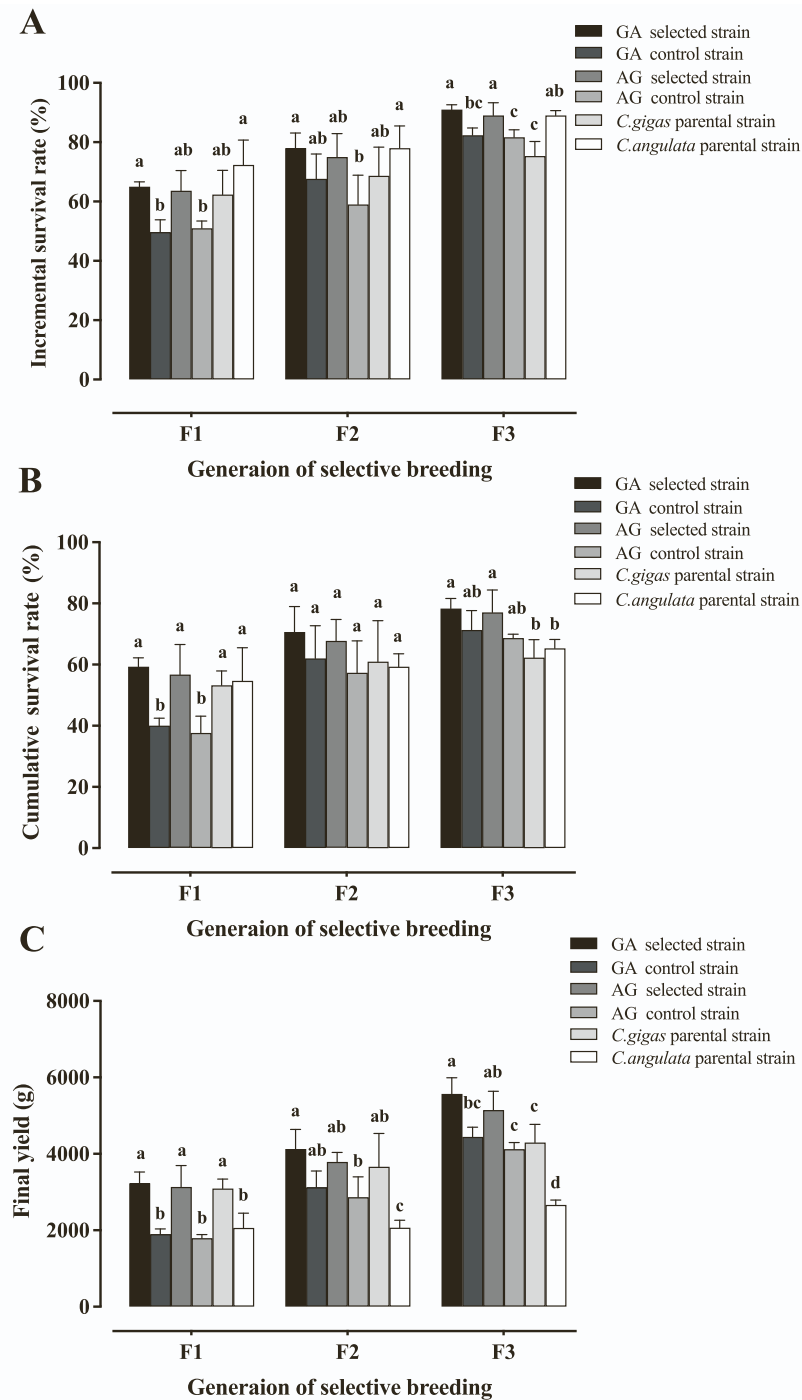 A
GA selected strain
GA control strain
AG selected strain
AG control strain
C.gigas parental strain
C.angulata parental strain
Incremental survival rate (%)
100
80
60
40
20
0
a b ab b ab a
a ab ab b ab a
a bc a c c ab
F1 F2 F3
Generaion of selective breeding
B
GA selected strain
GA control strain
AG selected strain
AG control strain
C.gigas parental strain
C.angulata parental strain
Cumulative survival rate (%)
100
80
60
40
20
0
a b a b a a
a a a a a a
a ab a ab b b
F1 F2 F3
Generaion of selective breeding
C
GA selected strain
GA control strain
AG selected strain
AG control strain
C.gigas parental strain
C.angulata parental strain
Final yield (g)
8000
6000
4000
2000
0
a b a b a b
a ab ab b ab c
a bc ab c c d
F1 F2 F3
Generaion of selective breeding